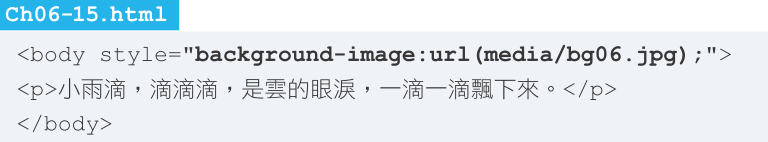 Ch06-15.html
<body style="background-image:url(media/bg06.jpg);">
<p>小雨滴，滴滴滴，是雲的眼淚，一滴一滴飄下來。</p>
</body>